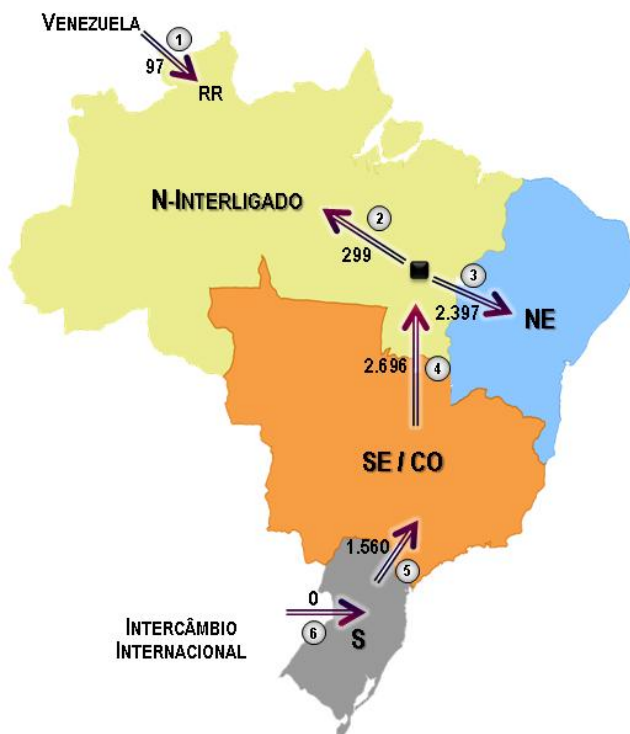 VENEZUELA
1
97
RR
N-INTERLIGADO
2
299
3
2.397
NE
2.696
4
SE / CO
1.560
5
0
6
S
INTERCÂMBIO
INTERNACIONAL